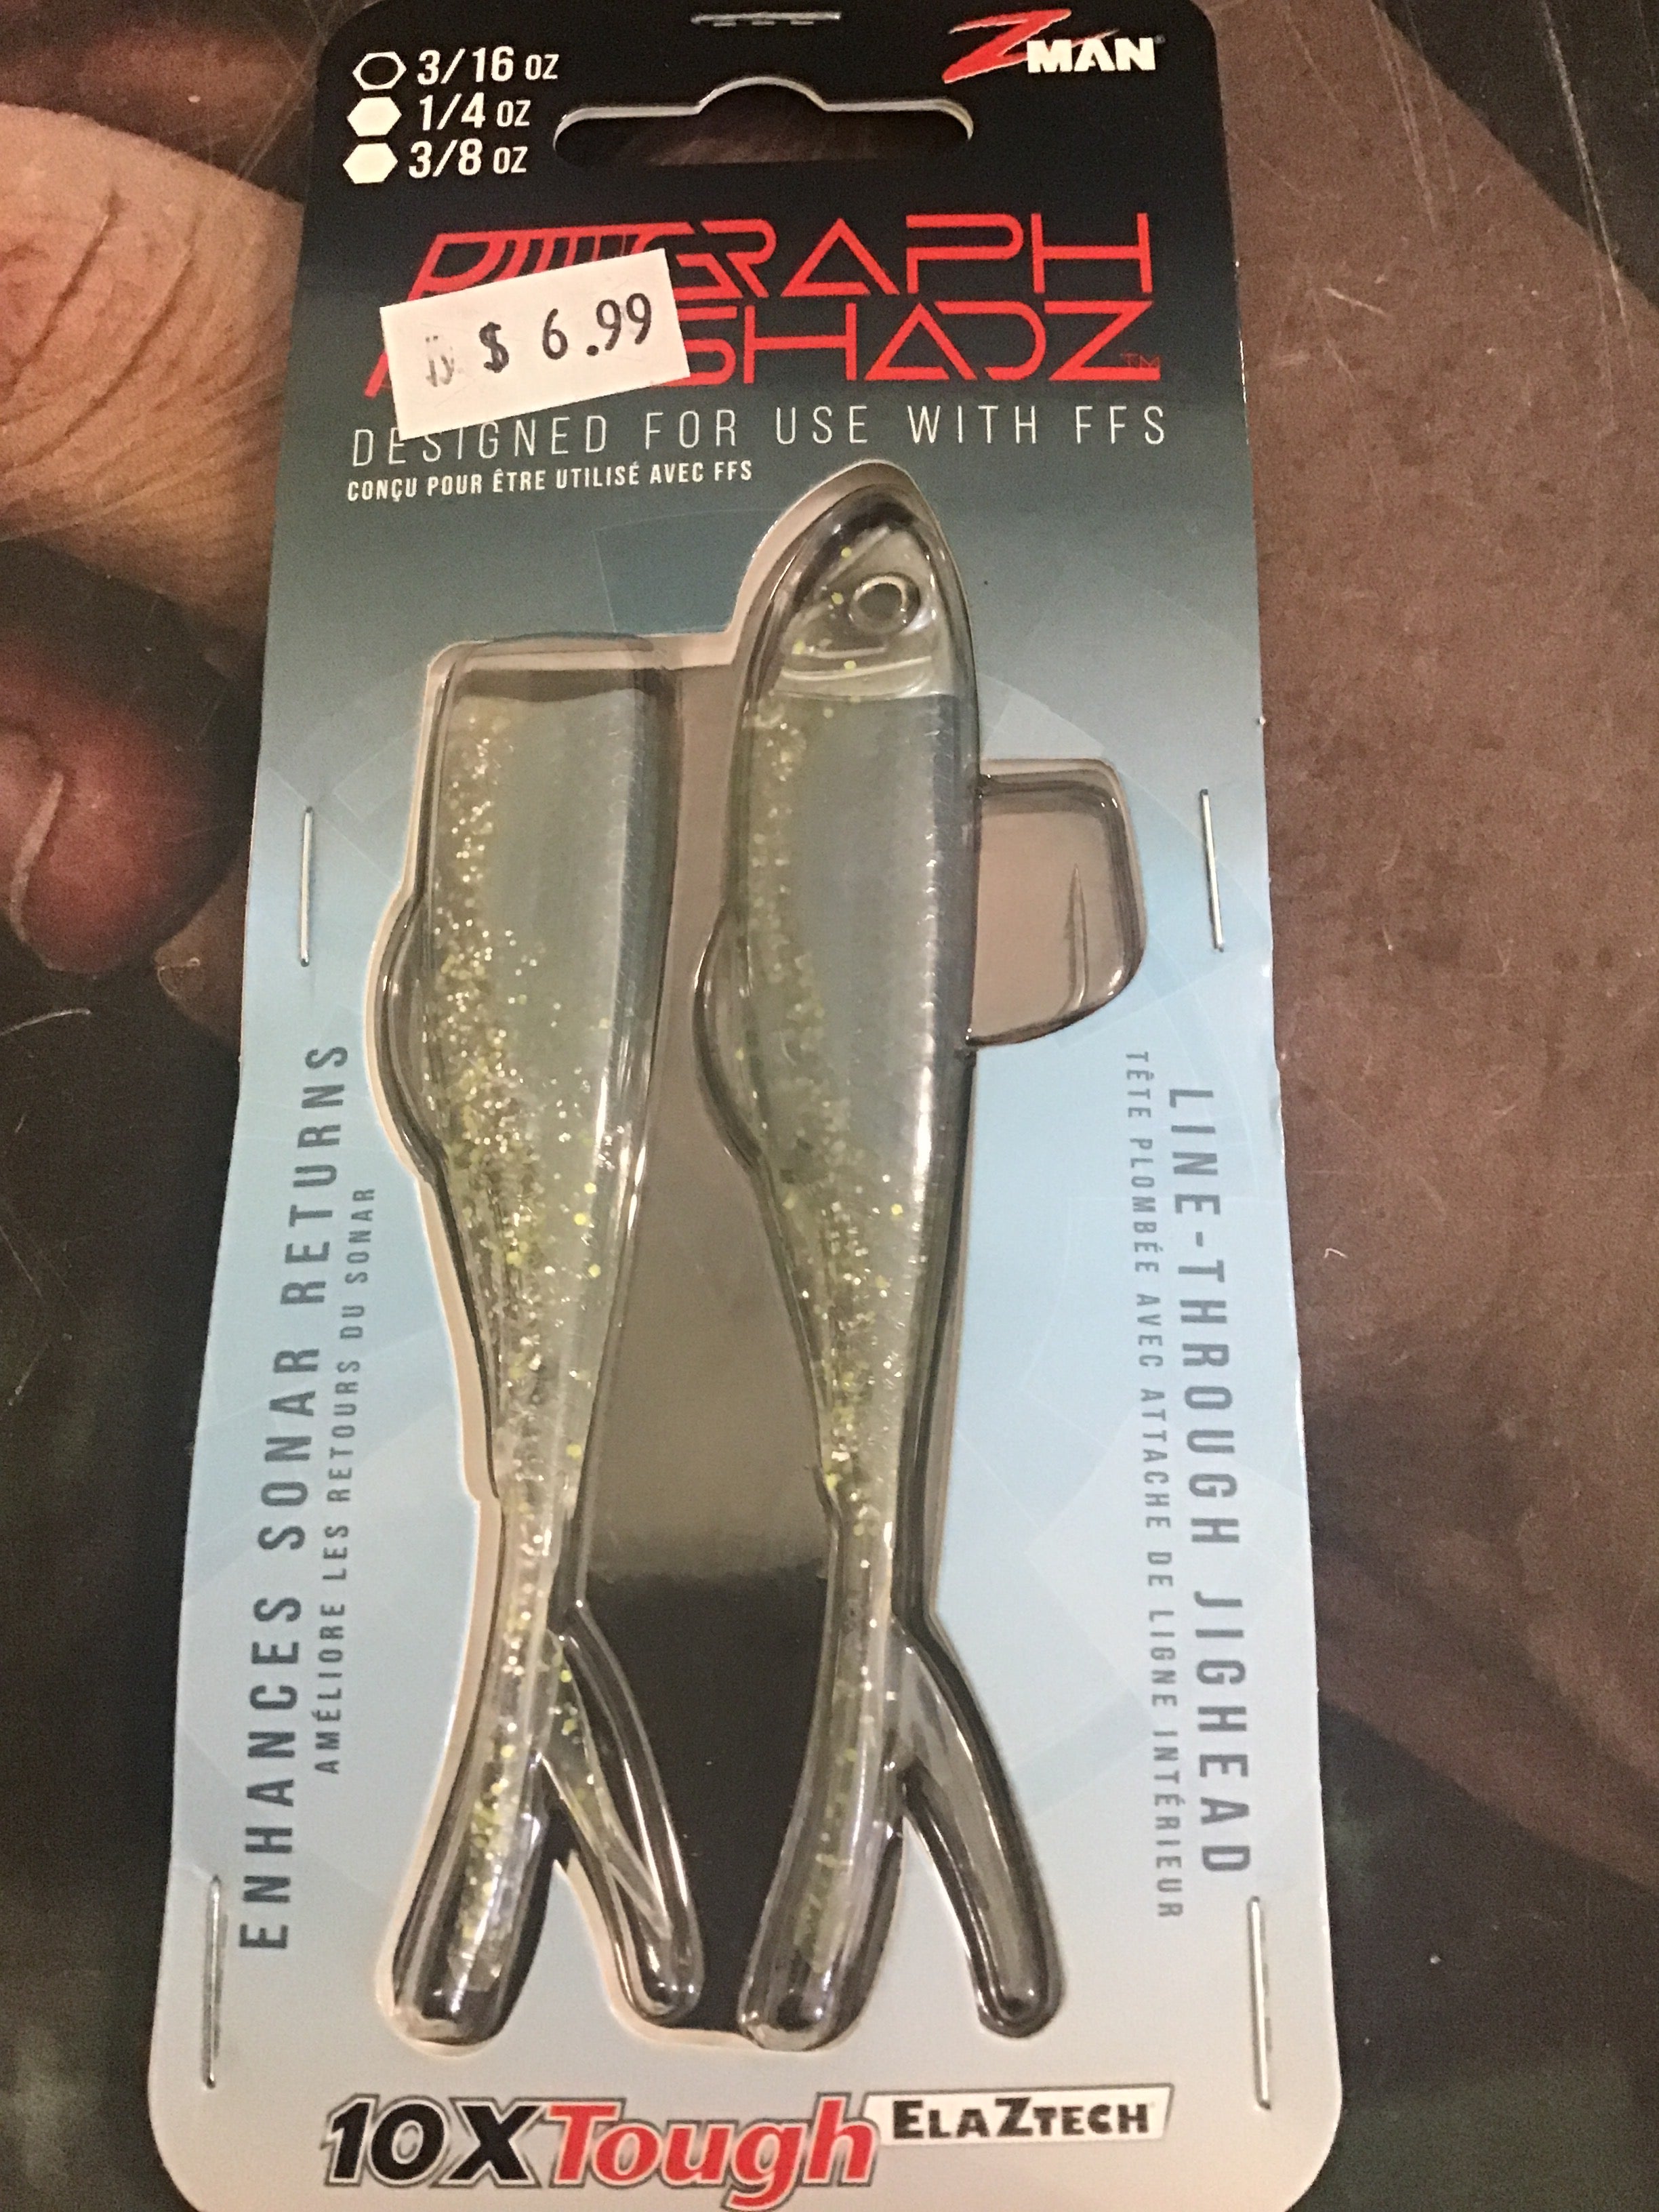 3/16 OZ
1/4 OZ
3/8 OZ
ZMAN®
GRAPH
SHADZ™
$ 6.99
DESIGNED FOR USE WITH FFS
CONÇU POUR ÊTRE UTILISÉ AVEC FFS
ENHANCES SONAR RETURNS
AMÉLIORE LES RETOURS DU SONAR
LINE-THROUGH JIGHEAD
TÊTE PLOMBÉE AVEC ATTACHE DE LIGNE INTÉRIEUR
10X Tough ELAZTECH